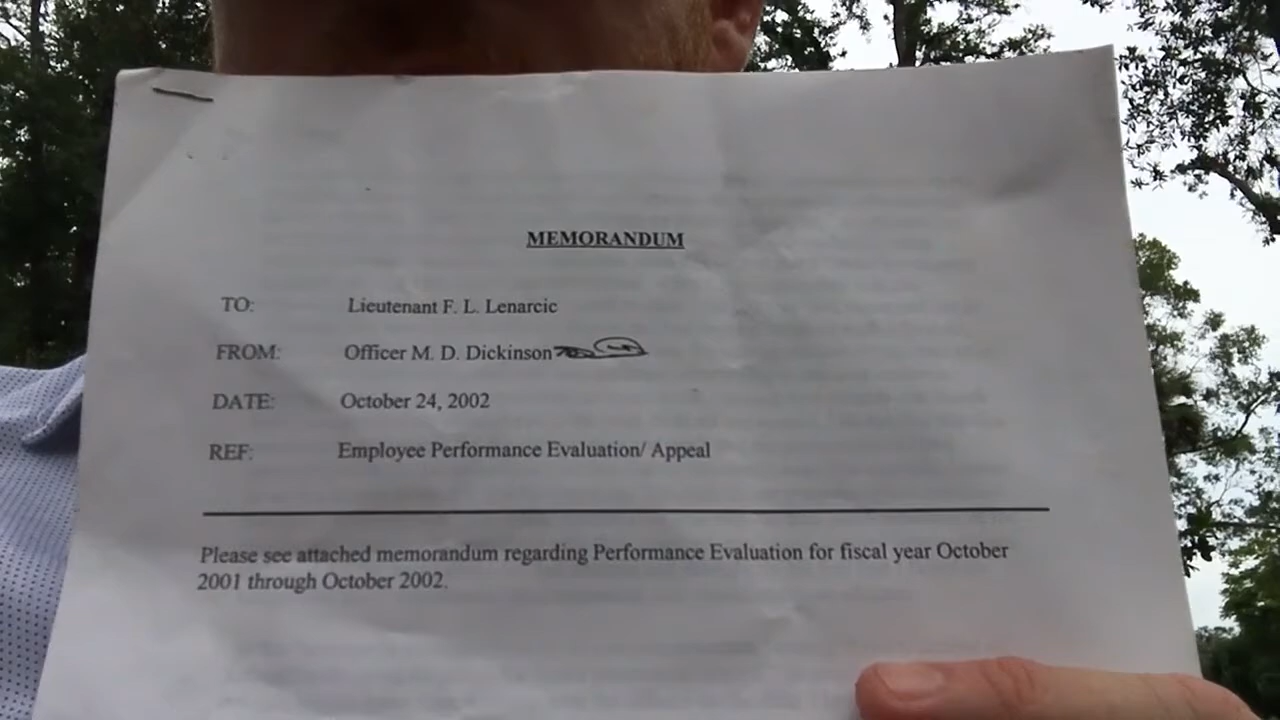 MEMORANDUM
TO: Lieutenant F. L. Lenarcic
FROM: Officer M. D. Dickinson
DATE: October 24, 2002
REF: Employee Performance Evaluation/ Appeal
Please see attached memorandum regarding Performance Evaluation for fiscal year October
2001 through October 2002.